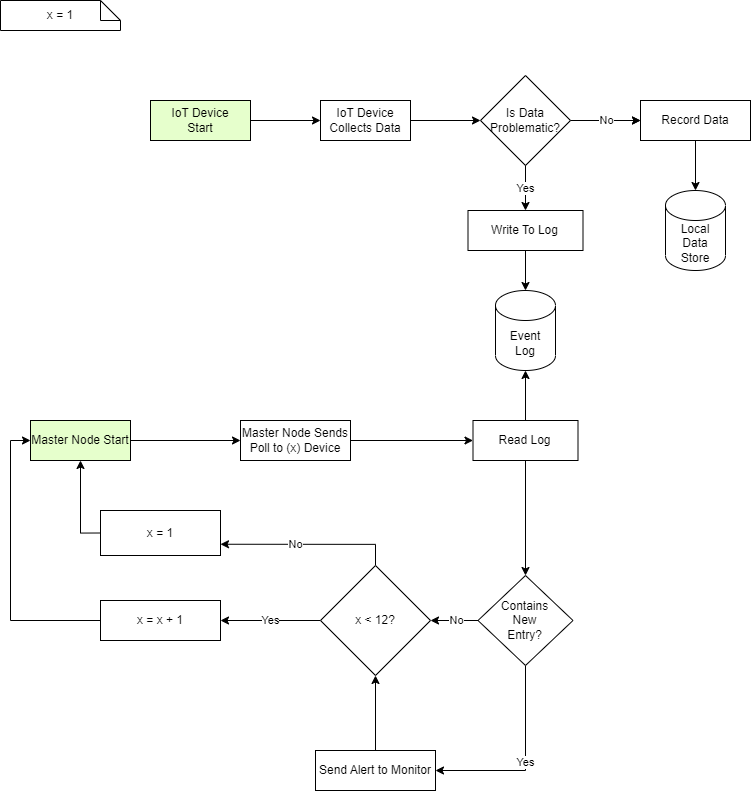 x = 1
IoT Device
Start
IoT Device
Collects Data
Is Data
Problematic?
No
Record Data
Yes
Local
Data
Store
Write To Log
Event
Log
Master Node Start
Master Node Sends
Poll to (x) Device
Read Log
x = 1
No
x = x + 1
Yes
x < 12?
No
Contains
New
Entry?
Yes
Send Alert to Monitor